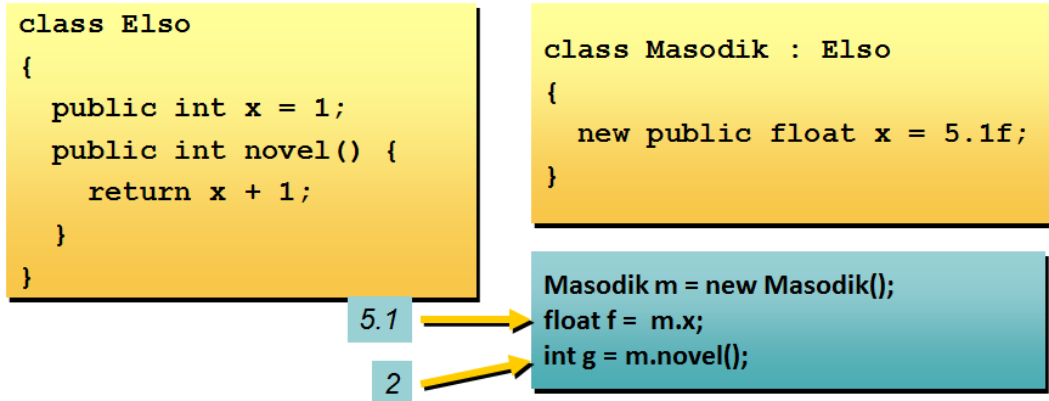 class Elso
{
public int x = 1;
public int novel() {
return x + 1;
}
}
class Masodik : Elso
{
new public float x = 5.1f;
}
5.1
2
Masodik m = new Masodik();
float f = m.x;
int g = m.novel();